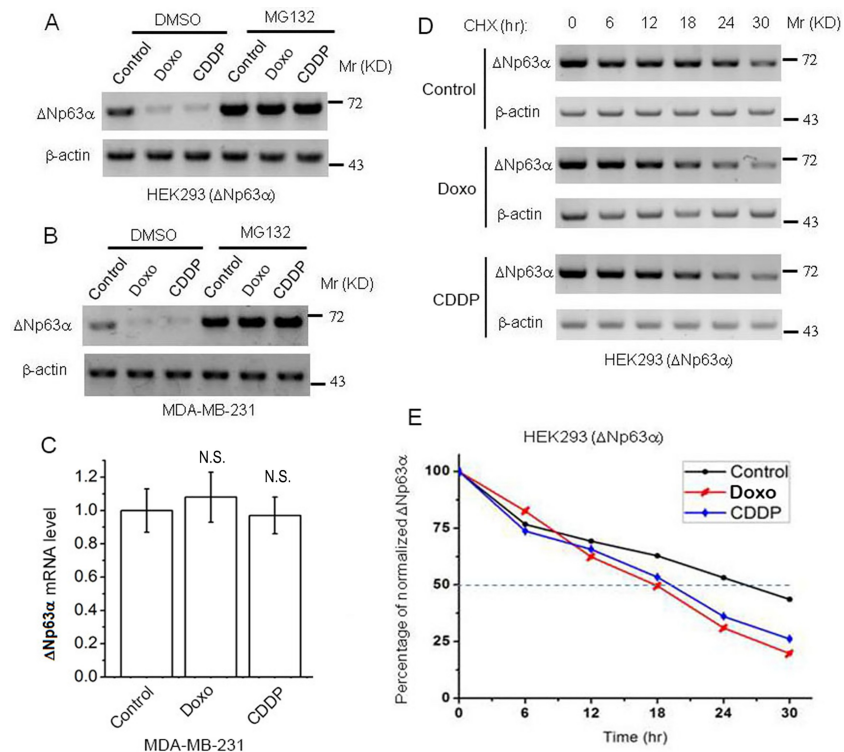 A
DMSO
MG132
Control
Doxo
CDDP
Control
Doxo
CDDP
Mr (KD)
ΔNp63α
72
β-actin
43
HEK293 (ΔNp63α)
B
DMSO
MG132
Control
Doxo
CDDP
Control
Doxo
CDDP
Mr (KD)
ΔNp63α
72
β-actin
43
MDA-MB-231
C
N.S.
N.S.
1.2
1.0
0.8
0.6
0.4
0.2
0.0
ΔNp63α mRNA level
Control
Doxo
CDDP
MDA-MB-231
D
CHX (hr): 0 6 12 18 24 30 Mr (KD)
Control
ΔNp63α
72
β-actin
43
Doxo
ΔNp63α
72
β-actin
43
CDDP
ΔNp63α
72
β-actin
43
HEK293 (ΔNp63α)
E
HEK293 (ΔNp63α)
Control
Doxo
CDDP
100
75
50
25
0
Percentage of normalized ΔNp63α
0 6 12 18 24 30
Time (hr)